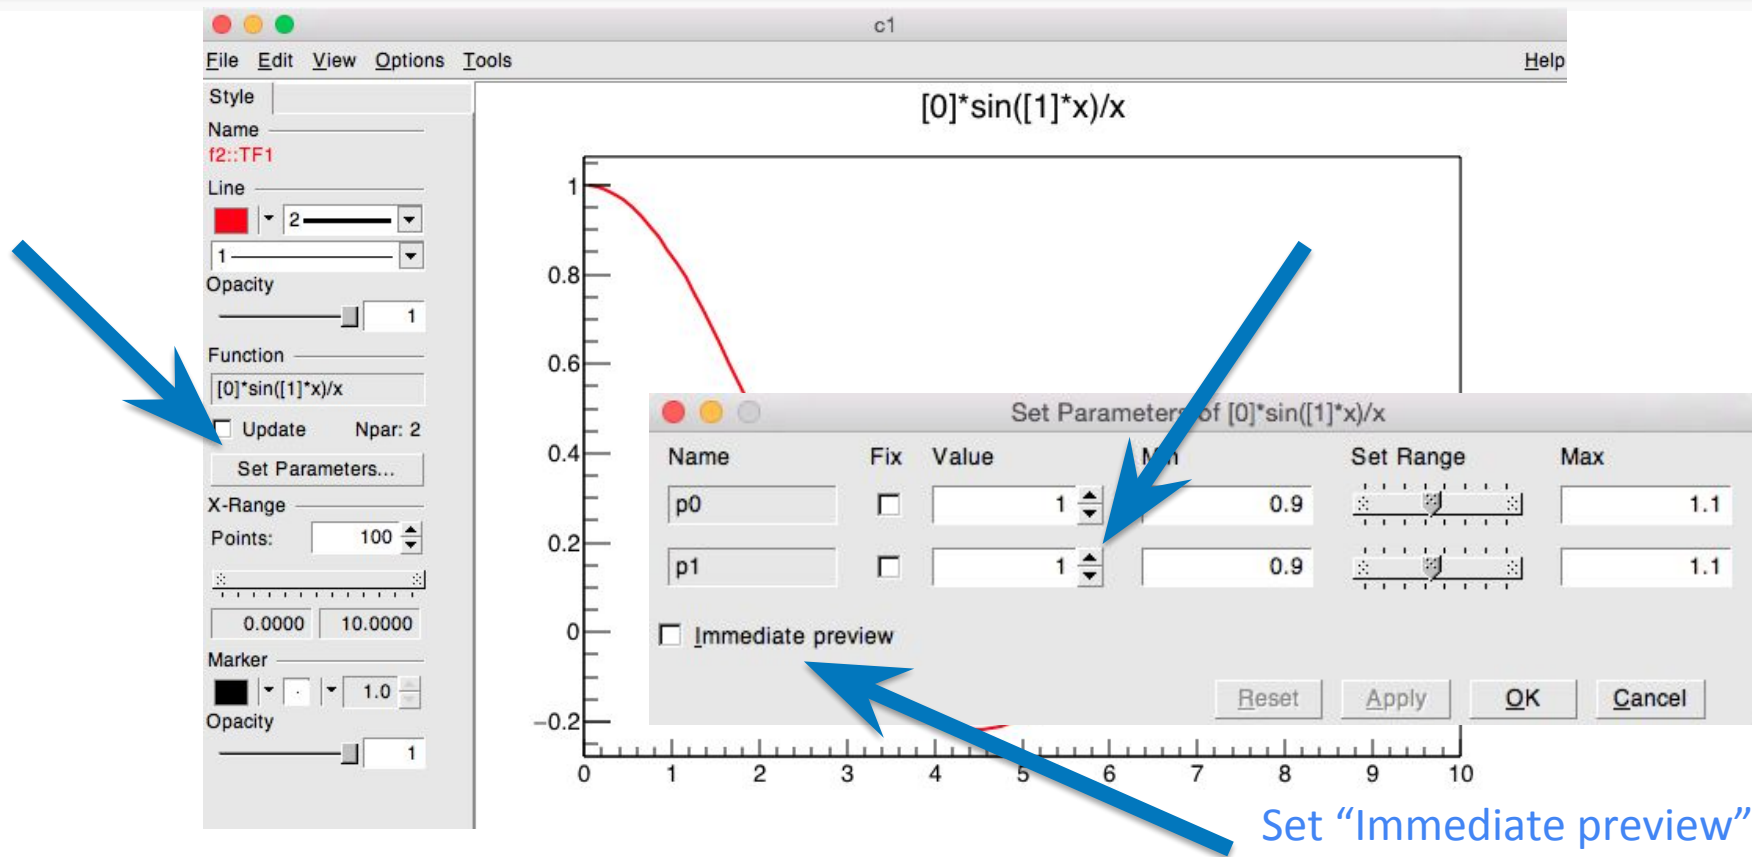 c1
File Edit View Options Tools Help
Style
Name
f2::TF1
Line
2
1
Opacity
1
Function
[0]*sin([1]*x)/x
Update Npar: 2
Set Parameters...
X-Range
Points: 100
0.0000 10.0000
Marker
1.0
Opacity
1
[0]*sin([1]*x)/x
1
0.8
0.6
0.4
0.2
0
−0.2
0 1 2 3 4 5 6 7 8 9 10
Set Parameters of [0]*sin([1]*x)/x
Name Fix Value Min Set Range Max
p0 1 0.9 1.1
p1 1 0.9 1.1
Immediate preview
Reset Apply OK Cancel
Set “Immediate preview”